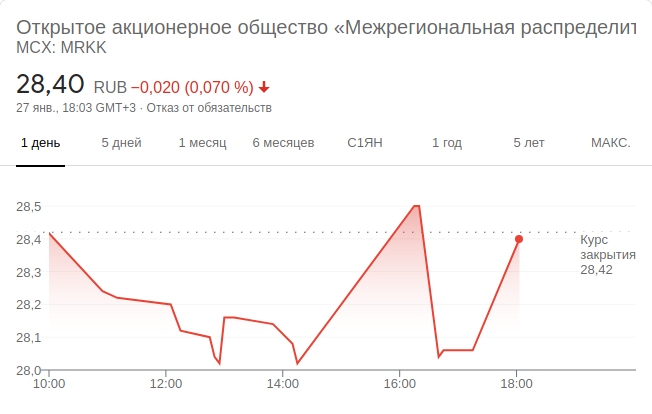 Открытое акционерное общество «Межрегиональная распределит
MCX: MRKK
28,40 RUB −0,020 (0,070 %)
27 янв., 18:03 GMT+3 · Отказ от обязательств
1 день 5 дней 1 месяц 6 месяцев С1ЯН 1 год 5 лет МАКС.
28,5
28,4
28,3
28,2
28,1
28,0
Курс
закрытия
28,42
10:00 12:00 14:00 16:00 18:00